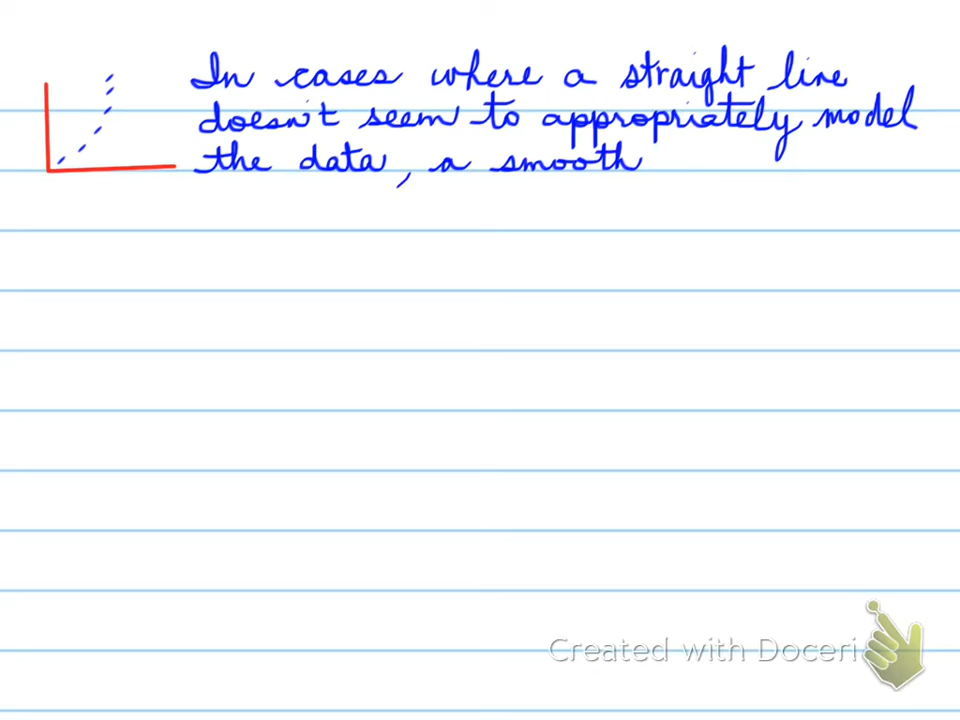 In cases where a straight line
doesn't seem to appropriately model
the data, a smooth
Created with Doceri